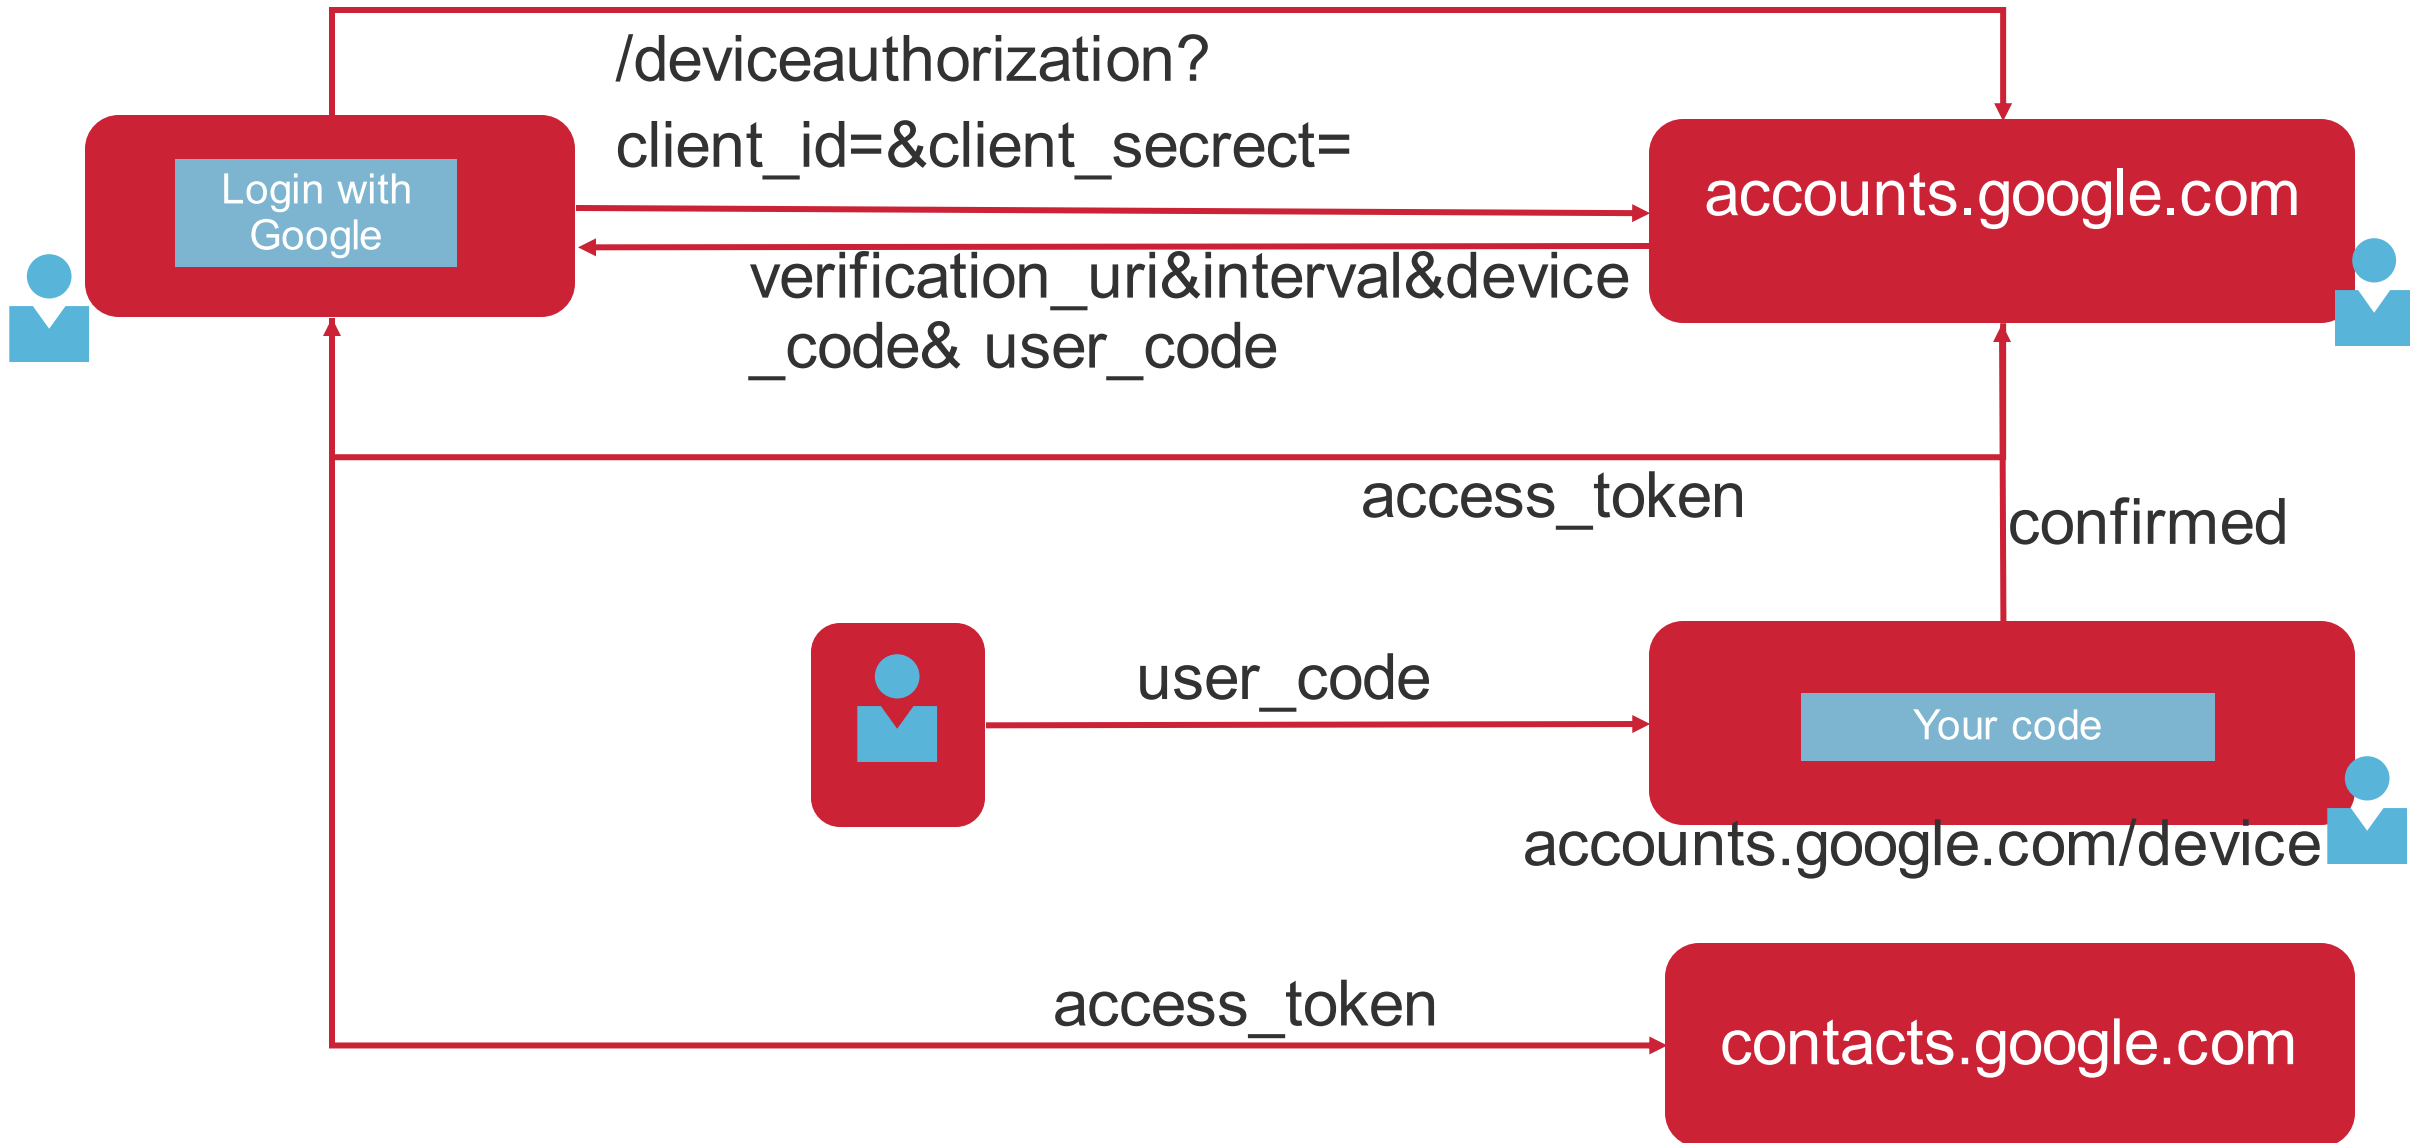 /deviceauthorization?
client_id=&client_secrect=
Login with
Google
accounts.google.com
verification_uri&interval&device
_code& user_code
access_token
confirmed
user_code
Your code
accounts.google.com/device
access_token
contacts.google.com